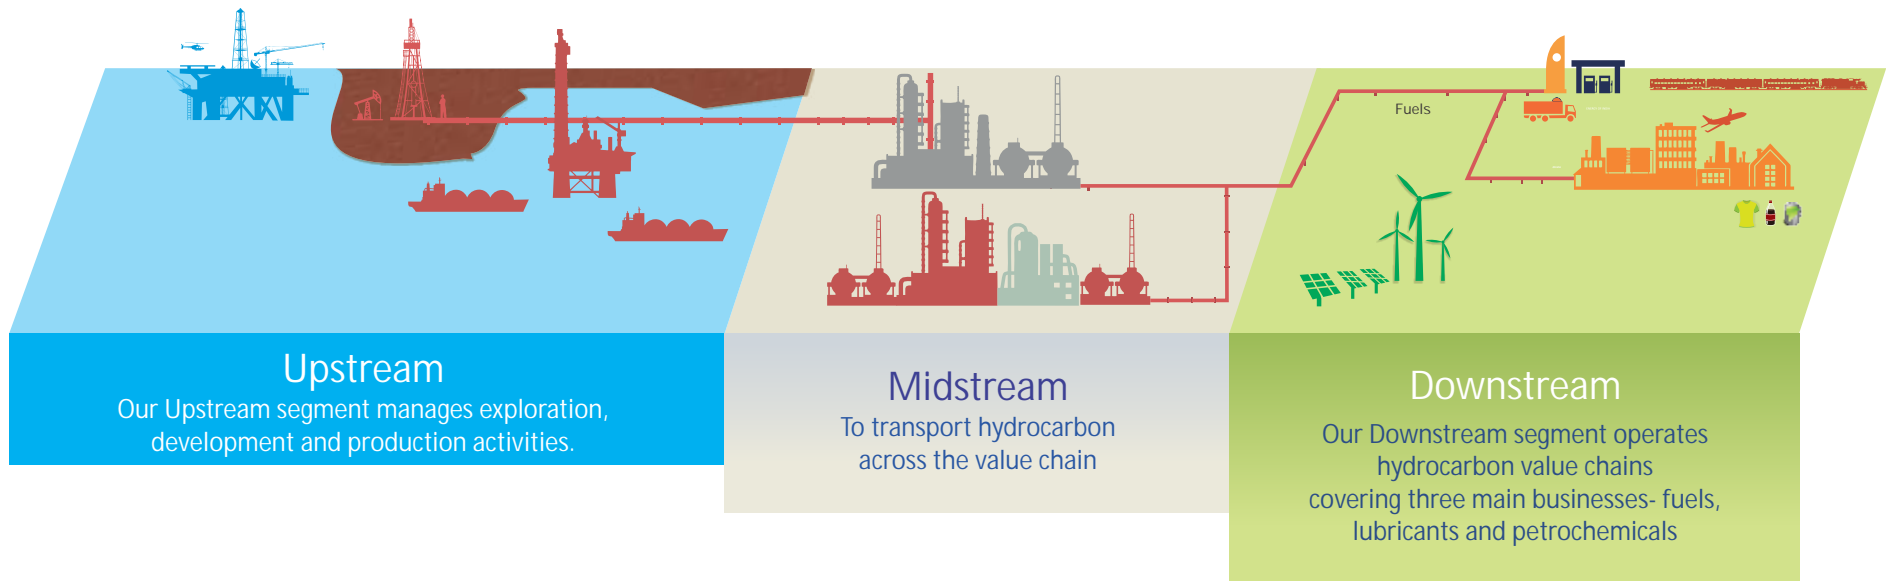 Fuels
Upstream
Our Upstream segment manages exploration,
development and production activities.
Midstream
To transport hydrocarbon
across the value chain
Downstream
Our Downstream segment operates
hydrocarbon value chains
covering three main businesses- fuels,
lubricants and petrochemicals